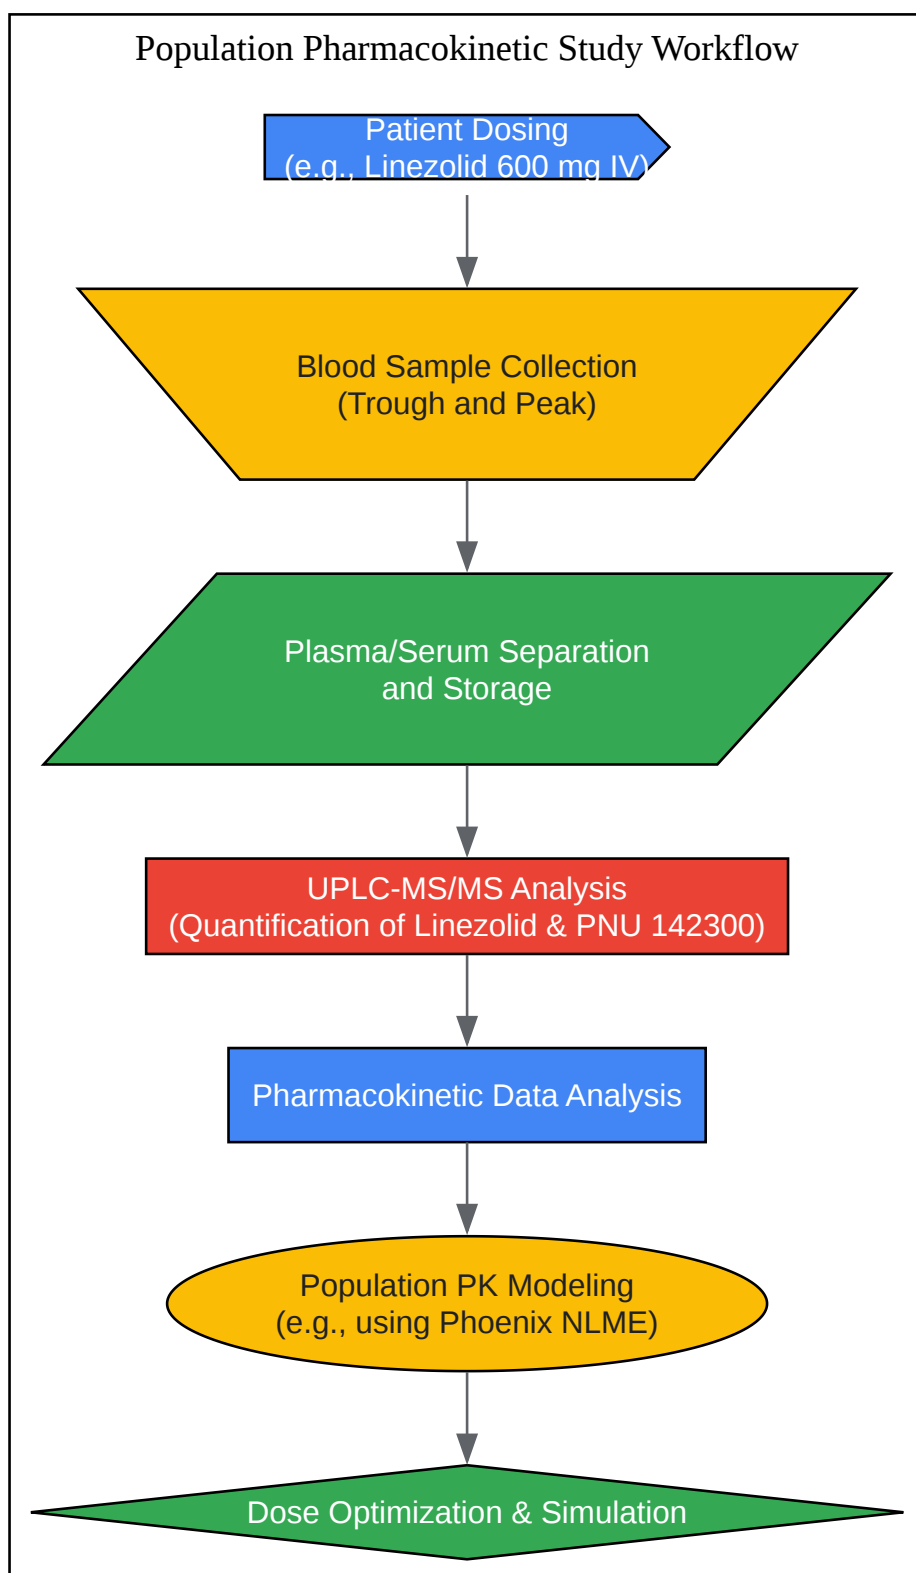 Population Pharmacokinetic Study Workflow
Patient Dosing
(e.g., Linezolid 600 mg IV)
Blood Sample Collection
(Trough and Peak)
Plasma/Serum Separation
and Storage
UPLC-MS/MS Analysis
(Quantification of Linezolid & PNU 142300)
Pharmacokinetic Data Analysis
Population PK Modeling
(e.g., using Phoenix NLME)
Dose Optimization & Simulation